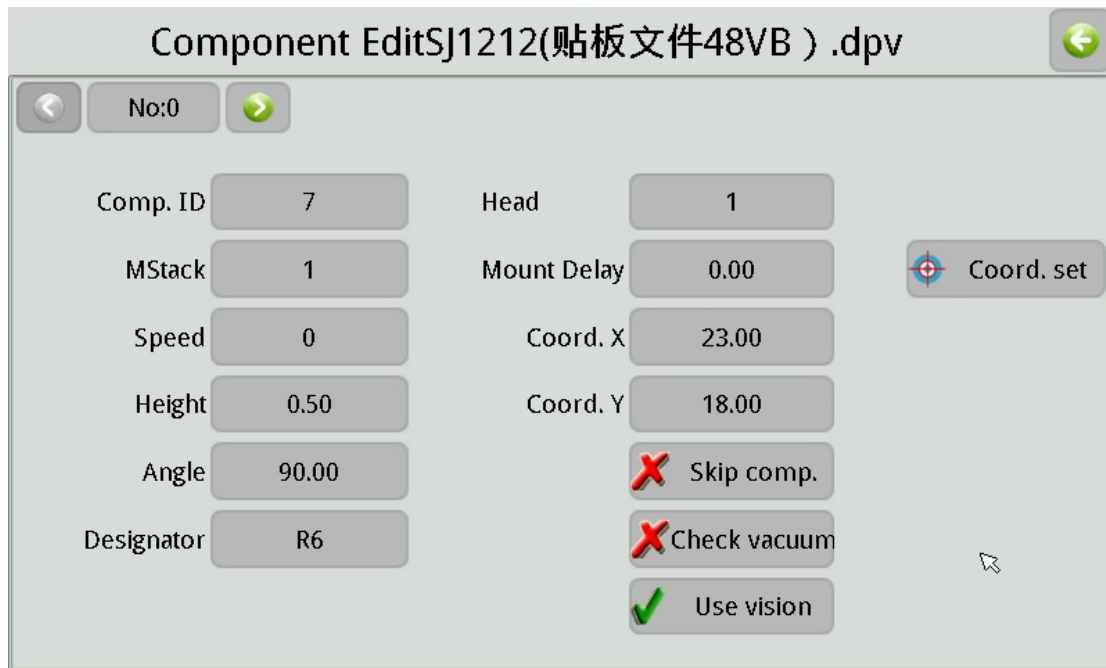 Component EditSJ1212(贴板文件48VB ) .dpv
No:0
Comp. ID 7 Head 1
MStack 1 Mount Delay 0.00 Coord. set
Speed 0 Coord. X 23.00
Height 0.50 Coord. Y 18.00
Angle 90.00 Skip comp.
Designator R6 Check vacuum
Use vision